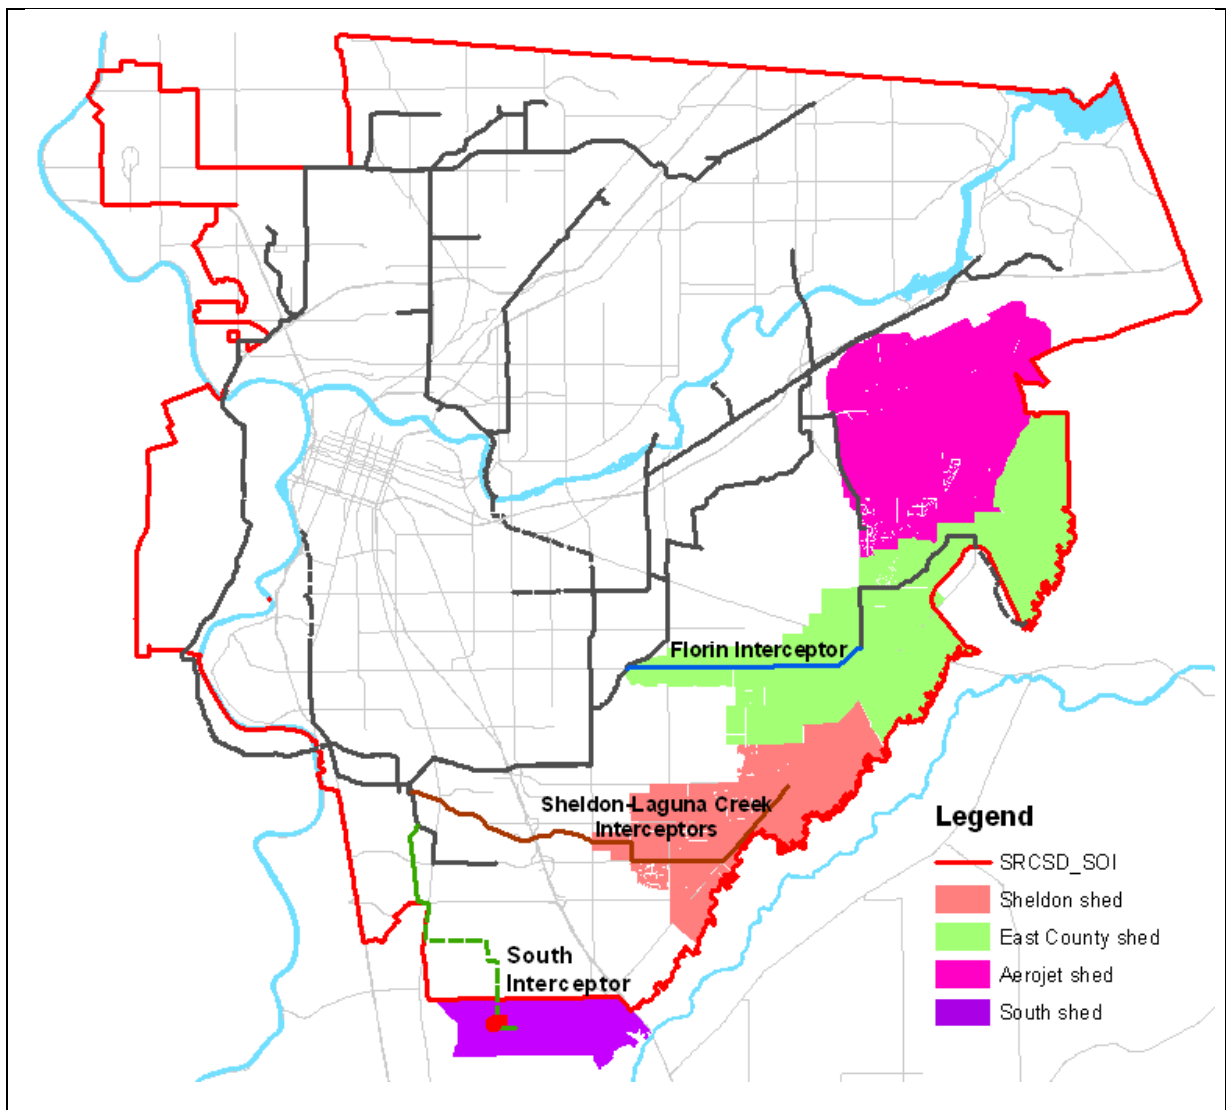 Florin Interceptor
Sheldon-Laguna Creek
Interceptors
South
Interceptor
Legend
SRCSD_SOI
Sheldon shed
East County shed
Aerojet shed
South shed